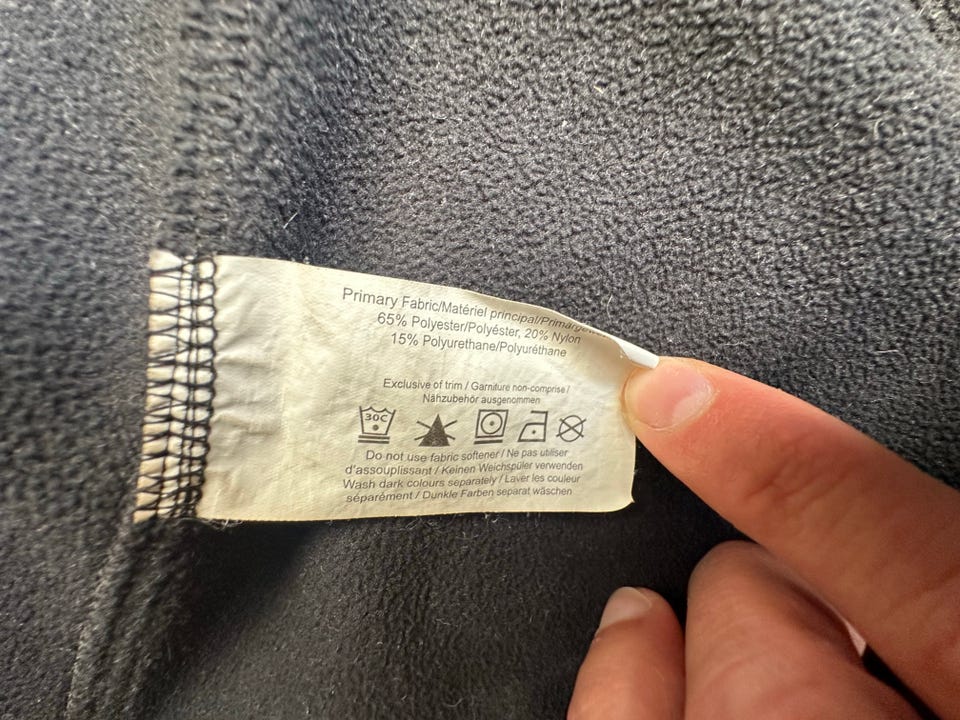 Primary Fabric/Matériel principal/
65% Polyester/Polyéster, 20% Nylon
15% Polyurethane/Polyuréthane
Exclusive of trim / Garniture non-comprise /
Nähzubehör ausgenommen
30C
Do not use fabric softener / Ne pas utiliser
d'assouplissant / Keinen Weichspüler verwenden
Wash dark colours separately / Laver les couleur
séparément / Dunkle Farben separat wäschen